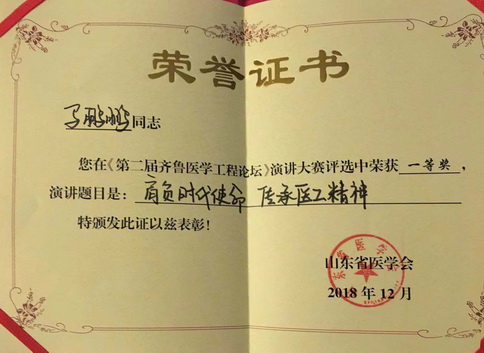 荣誉证书
马鹏鹏同志
您在《第二届齐鲁医学工程论坛》演讲大赛评选中荣获 一等奖，
演讲题目是：肩负时代使命 传承医工精神
特颁发此证以兹表彰！
山东省医学会
2018年12月